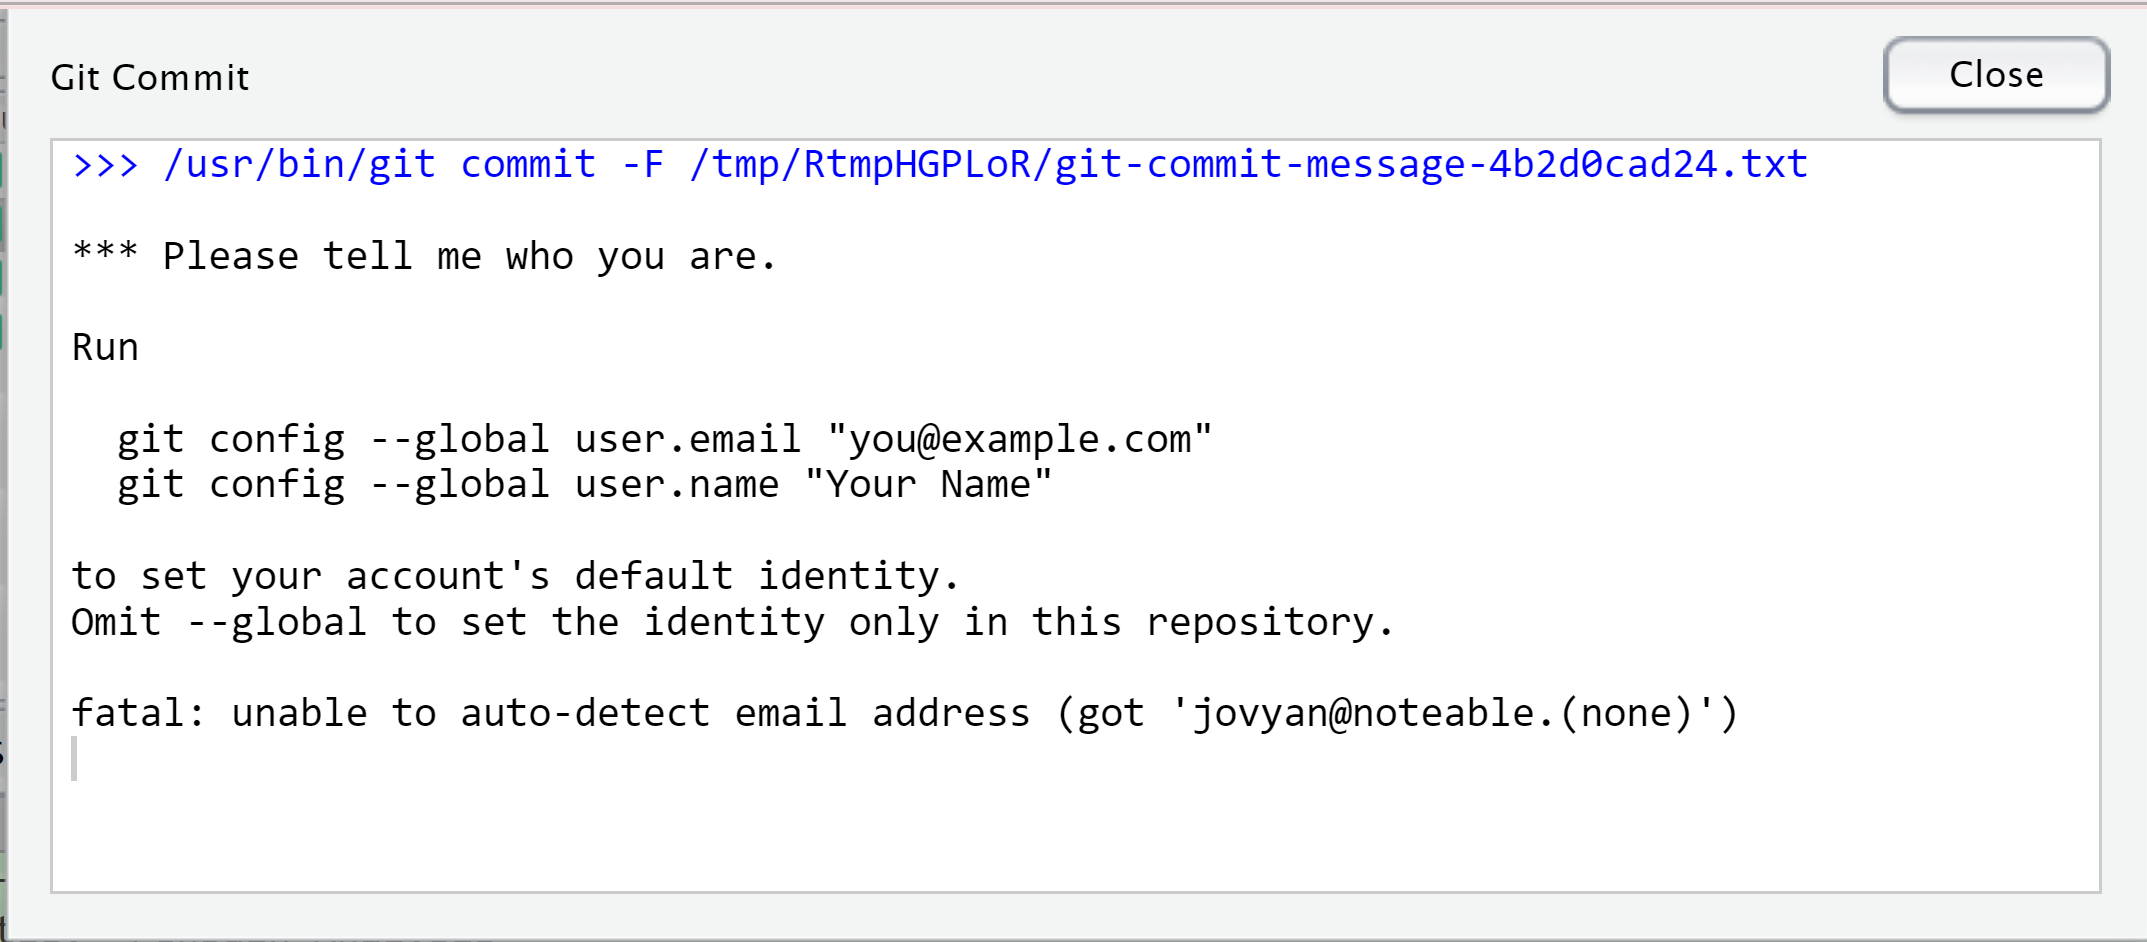 Git Commit
Close
>>> /usr/bin/git commit -F /tmp/RtmpHGPLoR/git-commit-message-4b2d0cad24.txt
*** Please tell me who you are.
Run
git config --global user.email "you@example.com"
git config --global user.name "Your Name"
to set your account's default identity.
Omit --global to set the identity only in this repository.
fatal: unable to auto-detect email address (got 'jovyan@noteable.(none)')